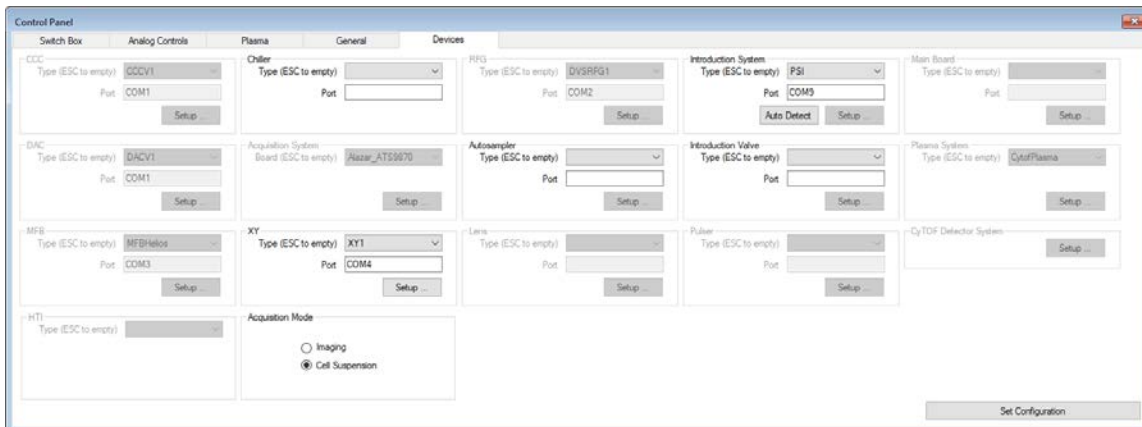 Control Panel
Switch Box Analog Controls Plasma General Devices
CCC
Type (ESC to empty) CCCV1
Port COM1
Setup ...
Chiller
Type (ESC to empty)
Port
RFG
Type (ESC to empty) DVSRFG1
Port COM2
Setup ...
Introduction System
Type (ESC to empty) PSI
Port COM9
Auto Detect Setup ...
Main Board
Type (ESC to empty)
Port
Setup ...
DAC
Type (ESC to empty) DACV1
Port COM1
Setup ...
Acquisition System
Board (ESC to empty) Alazar_ATS9870
Setup ...
Autosampler
Type (ESC to empty)
Port
Setup ...
Introduction Valve
Type (ESC to empty)
Port
Setup ...
Plasma System
Type (ESC to empty) CytofPlasma
Setup ...
MFB
Type (ESC to empty) MFBHelios
Port COM3
Setup ...
XY
Type (ESC to empty) XY1
Port COM4
Setup ...
Lens
Type (ESC to empty)
Port
Setup ...
Pulser
Type (ESC to empty)
Port
Setup ...
CyTOF Detector System
Setup ...
HTI
Type (ESC to empty)
Acquisition Mode
Imaging
Cell Suspension
Set Configuration